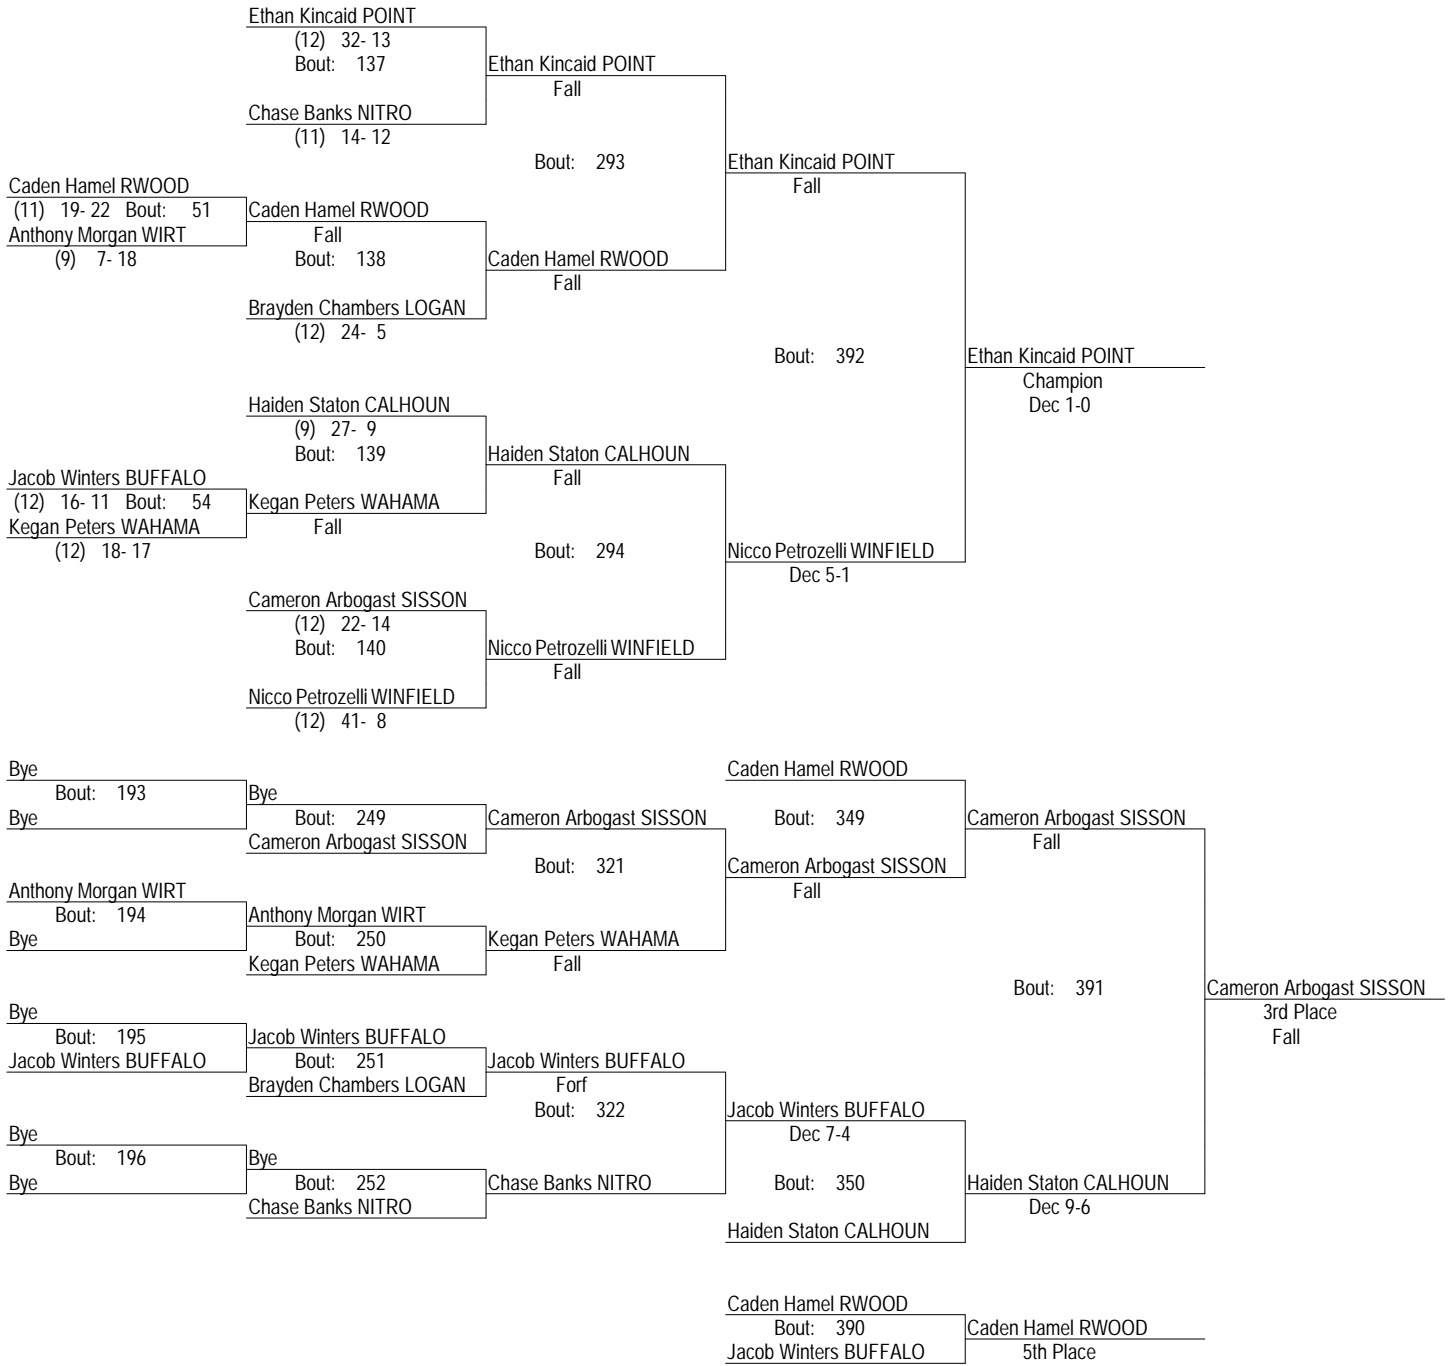 Ethan Kincaid POINT
(12) 32- 13
Bout: 137
Ethan Kincaid POINT
Fall
Chase Banks NITRO
(11) 14- 12
Bout: 293
Ethan Kincaid POINT
Fall
Caden Hamel RWOOD
(11) 19- 22 Bout: 51
Anthony Morgan WIRT
(9) 7- 18
Caden Hamel RWOOD
Fall
Bout: 138
Caden Hamel RWOOD
Fall
Brayden Chambers LOGAN
(12) 24- 5
Bout: 392
Ethan Kincaid POINT
Champion
Dec 1-0
Haiden Staton CALHOUN
(9) 27- 9
Bout: 139
Haiden Staton CALHOUN
Fall
Jacob Winters BUFFALO
(12) 16- 11 Bout: 54
Kegan Peters WAHAMA
(12) 18- 17
Kegan Peters WAHAMA
Fall
Bout: 294
Nicco Petrozelli WINFIELD
Dec 5-1
Cameron Arbogast SISSON
(12) 22- 14
Bout: 140
Nicco Petrozelli WINFIELD
Fall
Nicco Petrozelli WINFIELD
(12) 41- 8
Bye
Bout: 193
Bye
Bye
Bout: 249
Cameron Arbogast SISSON
Cameron Arbogast SISSON
Bout: 321
Caden Hamel RWOOD
Bout: 349
Cameron Arbogast SISSON
Fall
Cameron Arbogast SISSON
Fall
Anthony Morgan WIRT
Bout: 194
Bye
Anthony Morgan WIRT
Bout: 250
Kegan Peters WAHAMA
Kegan Peters WAHAMA
Fall
Bout: 391
Cameron Arbogast SISSON
3rd Place
Fall
Bye
Bout: 195
Jacob Winters BUFFALO
Jacob Winters BUFFALO
Bout: 251
Brayden Chambers LOGAN
Jacob Winters BUFFALO
Forf
Bout: 322
Jacob Winters BUFFALO
Dec 7-4
Bye
Bout: 196
Bye
Bye
Bout: 252
Chase Banks NITRO
Chase Banks NITRO
Bout: 350
Haiden Staton CALHOUN
Dec 9-6
Haiden Staton CALHOUN
Caden Hamel RWOOD
Bout: 390
Jacob Winters BUFFALO
Caden Hamel RWOOD
5th Place